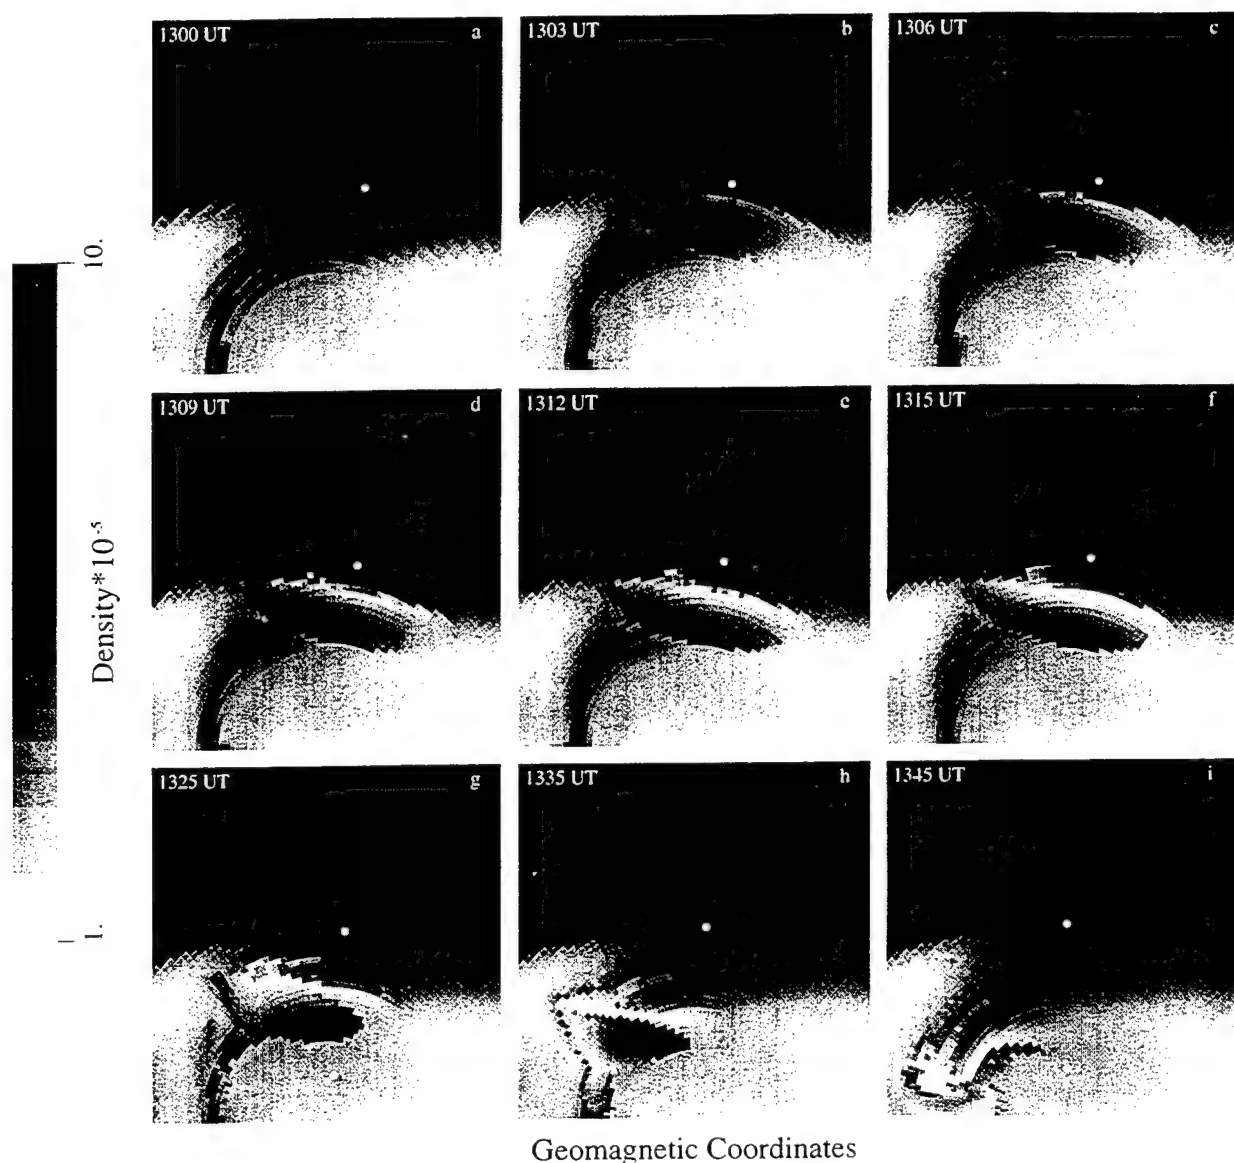 1300 UT a
1303 UT b
1306 UT c
10.
Density*10-5
1.
1309 UT d
1312 UT e
1315 UT f
1325 UT g
1335 UT h
1345 UT i
Geomagnetic Coordinates